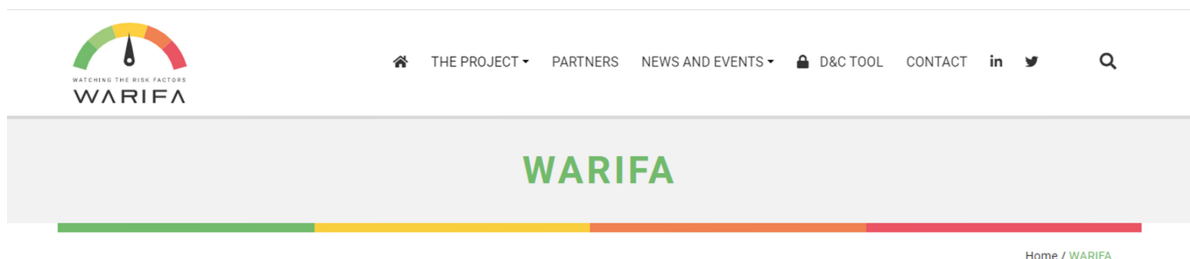 WATCHING THE RISK FACTORS
WARIFA
THE PROJECT PARTNERS NEWS AND EVENTS D&C TOOL CONTACT in
WARIFA
Home / WARIFA